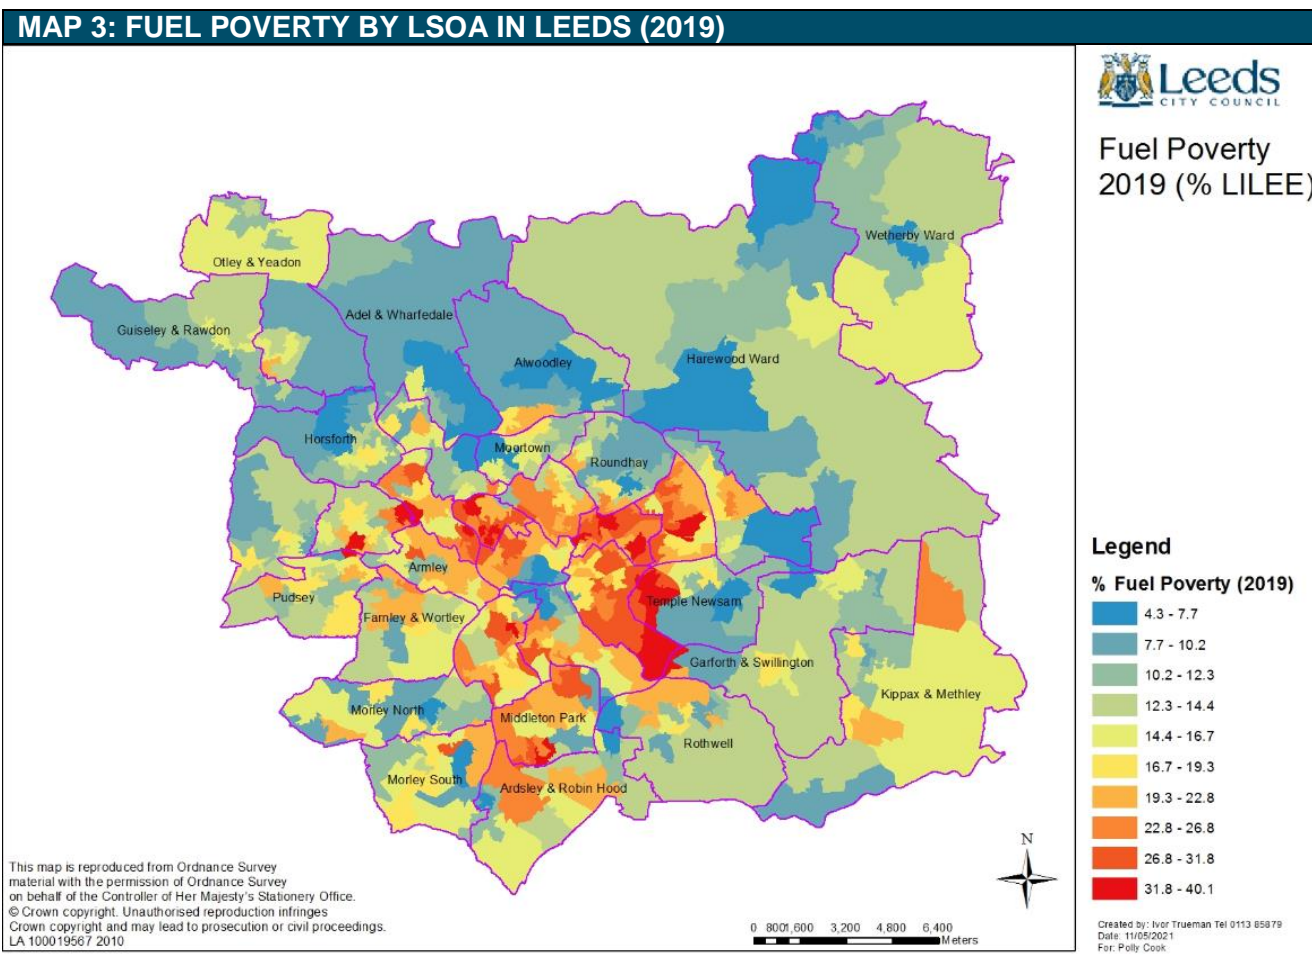 MAP 3: FUEL POVERTY BY LSOA IN LEEDS (2019)
Leeds
CITY COUNCIL
Fuel Poverty
2019 (% LILEE)
Wetherby Ward
Otley & Yeadon
Adel & Wharfedale
Guiseley & Rawdon
Alwoodley
Harewood Ward
Horsforth
Moortown
Roundhay
Armley
Pudsey
Temple Newsam
Farnley & Wortley
Garforth & Swillington
Kippax & Methley
Morley North
Middleton Park
Rothwell
Morley South
Ardsley & Robin Hood
Legend
% Fuel Poverty (2019)
4.3 - 7.7
7.7 - 10.2
10.2 - 12.3
12.3 - 14.4
14.4 - 16.7
16.7 - 19.3
19.3 - 22.8
22.8 - 26.8
26.8 - 31.8
31.8 - 40.1
N
This map is reproduced from Ordnance Survey
material with the permission of Ordnance Survey
on behalf of the Controller of Her Majesty's Stationery Office.
© Crown copyright. Unauthorised reproduction infringes
Crown copyright and may lead to prosecution or civil proceedings.
LA 100019567 2010
0 800 1,600 3,200 4,800 6,400
Meters
Created by: Ivor Trueman Tel 0113 85879
Date: 11/05/2021
For: Polly Cook